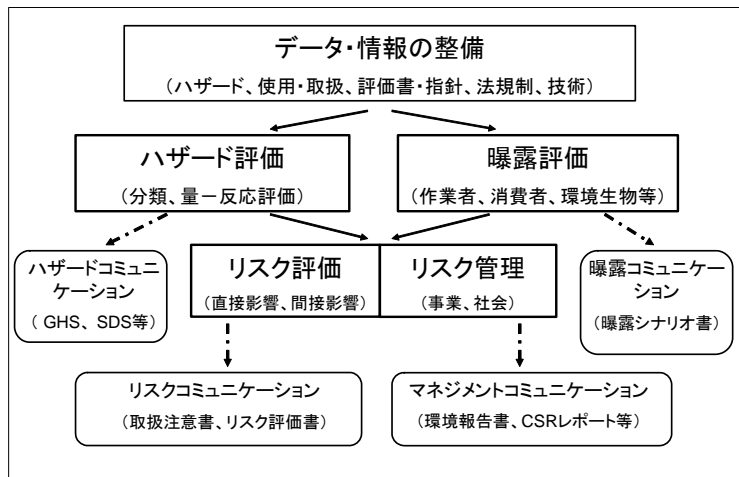 データ・情報の整備
（ハザード、使用・取扱、評価書・指針、法規制、技術）
ハザード評価
（分類、量－反応評価）
曝露評価
（作業者、消費者、環境生物等）
ハザードコミュニ
ケーション
（ GHS、 SDS等）
リスク評価
（直接影響、間接影響）
リスク管理
（事業、社会）
曝露コミュニケー
ション
（曝露シナリオ書）
リスクコミュニケーション
（取扱注意書、リスク評価書）
マネジメントコミュニケーション
（環境報告書、CSRレポート等）